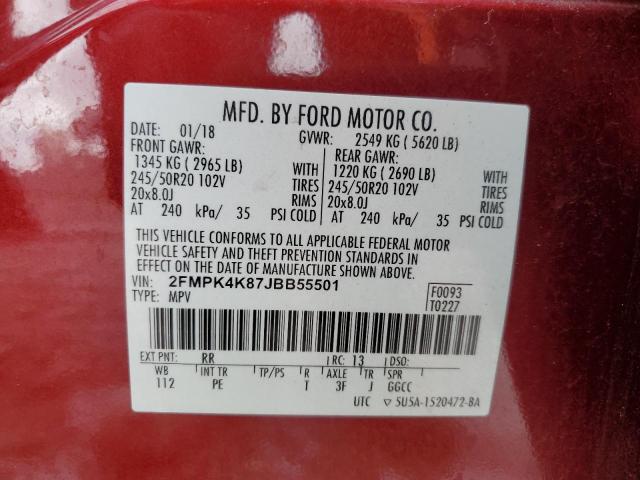 MFD. BY FORD MOTOR CO.
DATE: 01/18 GVWR: 2549 KG ( 5620 LB)
FRONT GAWR: REAR GAWR:
1345 KG ( 2965 LB) WITH 1220 KG ( 2690 LB) WITH
245/50R20 102V TIRES 245/50R20 102V TIRES
20x8.0J RIMS 20x8.0J RIMS
AT 240 kPa/ 35 PSI COLD AT 240 kPa/ 35 PSI COLD
THIS VEHICLE CONFORMS TO ALL APPLICABLE FEDERAL MOTOR
VEHICLE SAFETY AND THEFT PREVENTION STANDARDS IN
EFFECT ON THE DATE OF MANUFACTURE SHOWN ABOVE.
VIN: 2FMPK4K87JBB55501 F0093
TYPE: MPV T0227
EXT PNT: RR RC: 13 DSO:
WB INT TR TP/PS R AXLE TR SPR
112 PE T 3F J GGCC
UTC ▽ 5U5A-1520472-BA